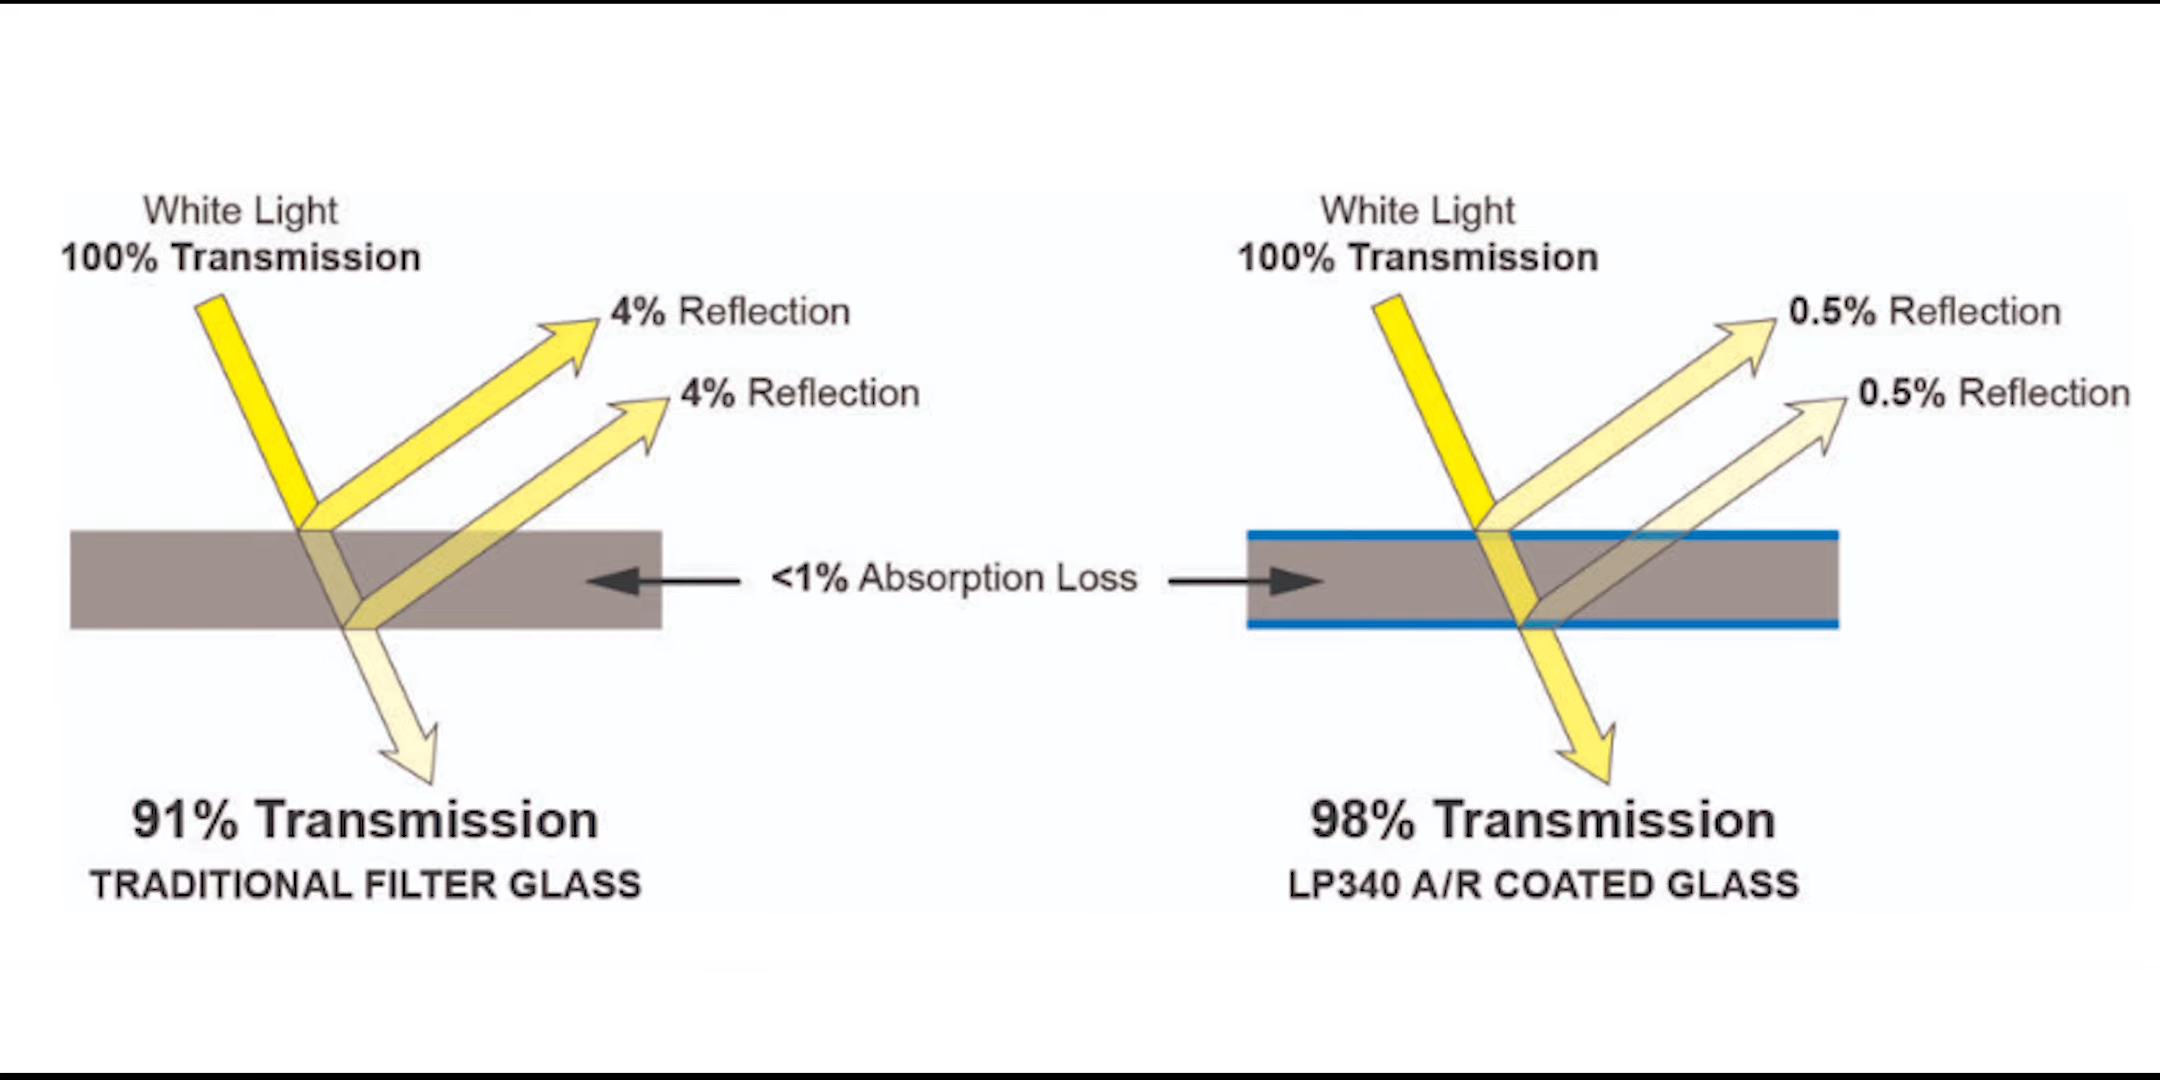 White Light
100% Transmission
4% Reflection
4% Reflection
<1% Absorption Loss
91% Transmission
TRADITIONAL FILTER GLASS
White Light
100% Transmission
0.5% Reflection
0.5% Reflection
98% Transmission
LP340 A/R COATED GLASS